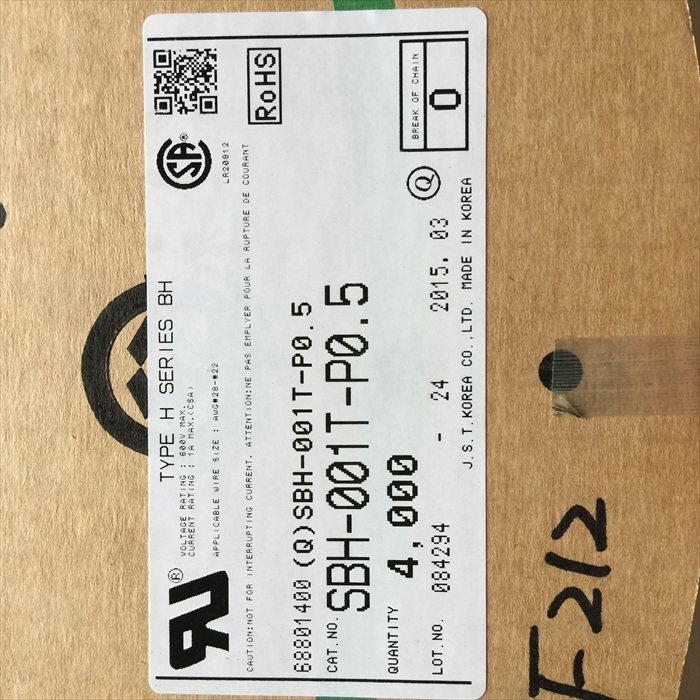 TYPE H SERIES BH
VOLTAGE RATING : 600V MAX.
CURRENT RATING : 1A MAX.(CSA)
APPLICABLE WIRE SIZE : AWG#28-#22
LR20812
CAUTION:NOT FOR INTERRUPTING CURRENT. ATTENTION:NE PAS EMPLYER POUR LA RUPTURE DE COURANT
RoHS
68801400 (Q)SBH-001T-P0.5
CAT.NO. SBH-001T-P0.5
QUANTITY 4,000
BREAK OF CHAIN 0
Q
LOT.NO. 084294 - 24 2015. 03
J.S.T.KOREA CO.,LTD. MADE IN KOREA